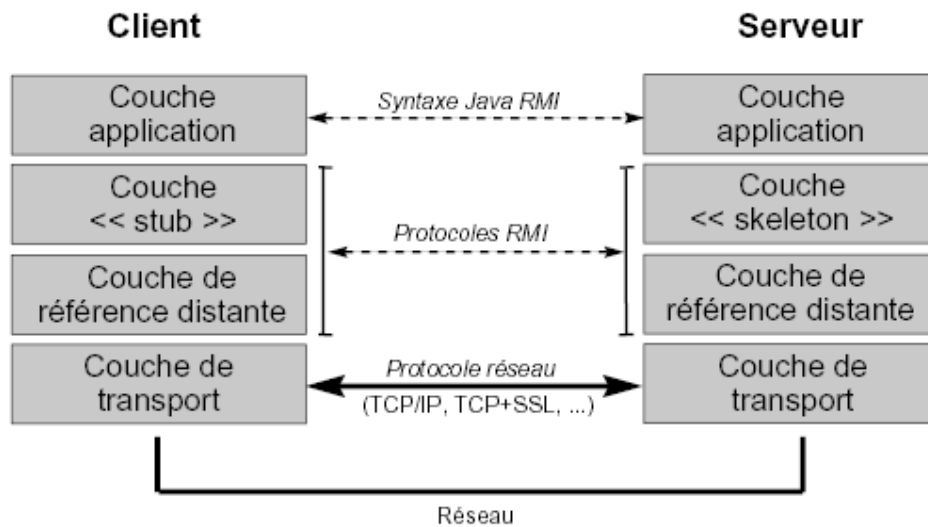 Client
Serveur
Couche
application
Syntaxe Java RMI
Couche
application
Couche
<< stub >>
Protocoles RMI
Couche
<< skeleton >>
Couche de
référence distante
Couche de
référence distante
Couche de
transport
Protocole réseau
(TCP/IP, TCP+SSL, ...)
Couche de
transport
Réseau